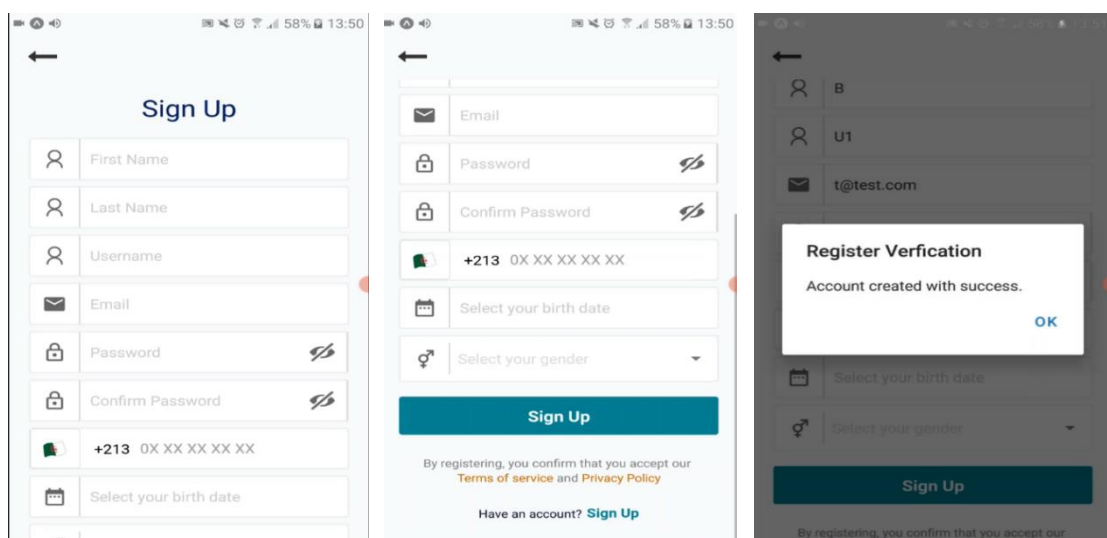 58% 13:50
Sign Up
First Name
Last Name
Username
Email
Password
Confirm Password
+213 0X XX XX XX XX
Select your birth date
58% 13:50
Email
Password
Confirm Password
+213 0X XX XX XX XX
Select your birth date
Select your gender
Sign Up
By registering, you confirm that you accept our
Terms of service and Privacy Policy
Have an account? Sign Up
58% 13:51
B
U1
t@test.com
Register Verfication
Account created with success.
OK
Select your birth date
Select your gender
Sign Up
By registering, you confirm that you accept our